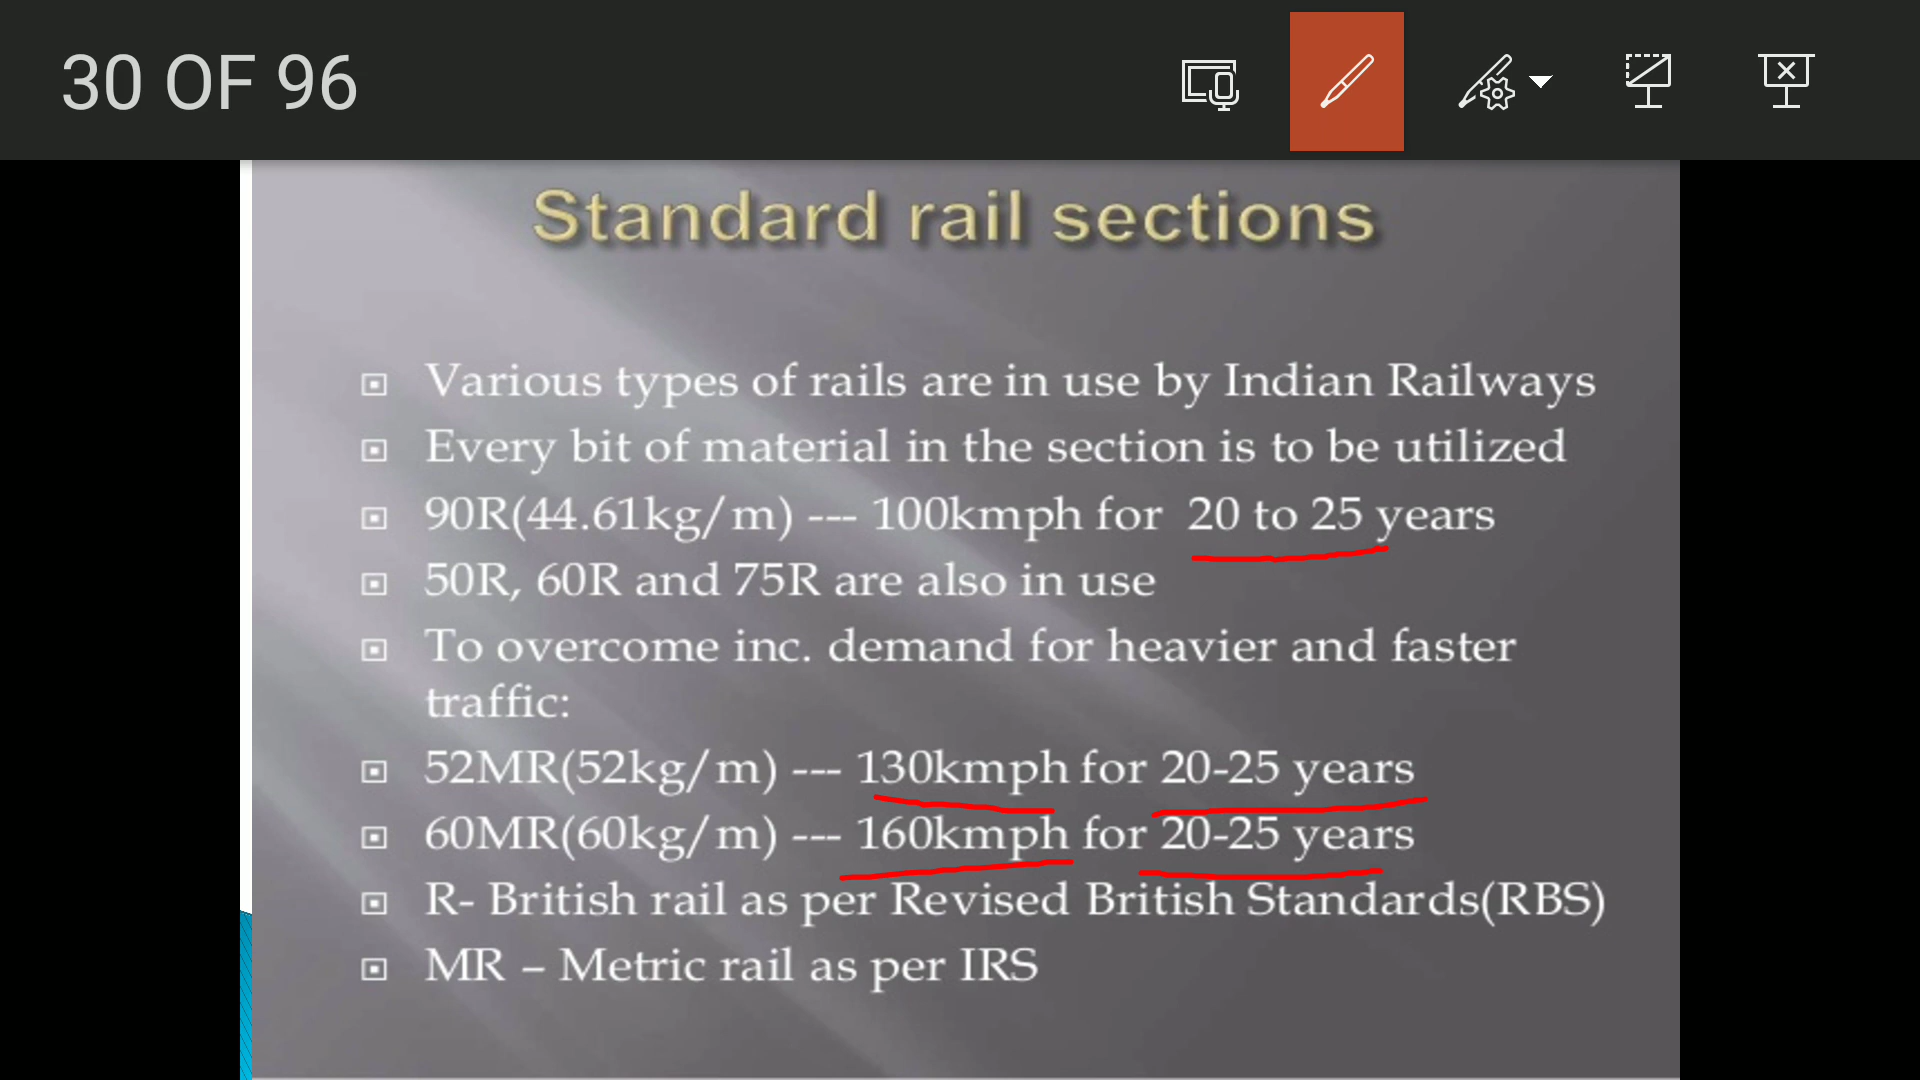 30 OF 96
Standard rail sections
Various types of rails are in use by Indian Railways
Every bit of material in the section is to be utilized
90R(44.61kg/m) --- 100kmph for 20 to 25 years
50R, 60R and 75R are also in use
To overcome inc. demand for heavier and faster
traffic:
52MR(52kg/m) --- 130kmph for 20-25 years
60MR(60kg/m) --- 160kmph for 20-25 years
R- British rail as per Revised British Standards(RBS)
MR – Metric rail as per IRS